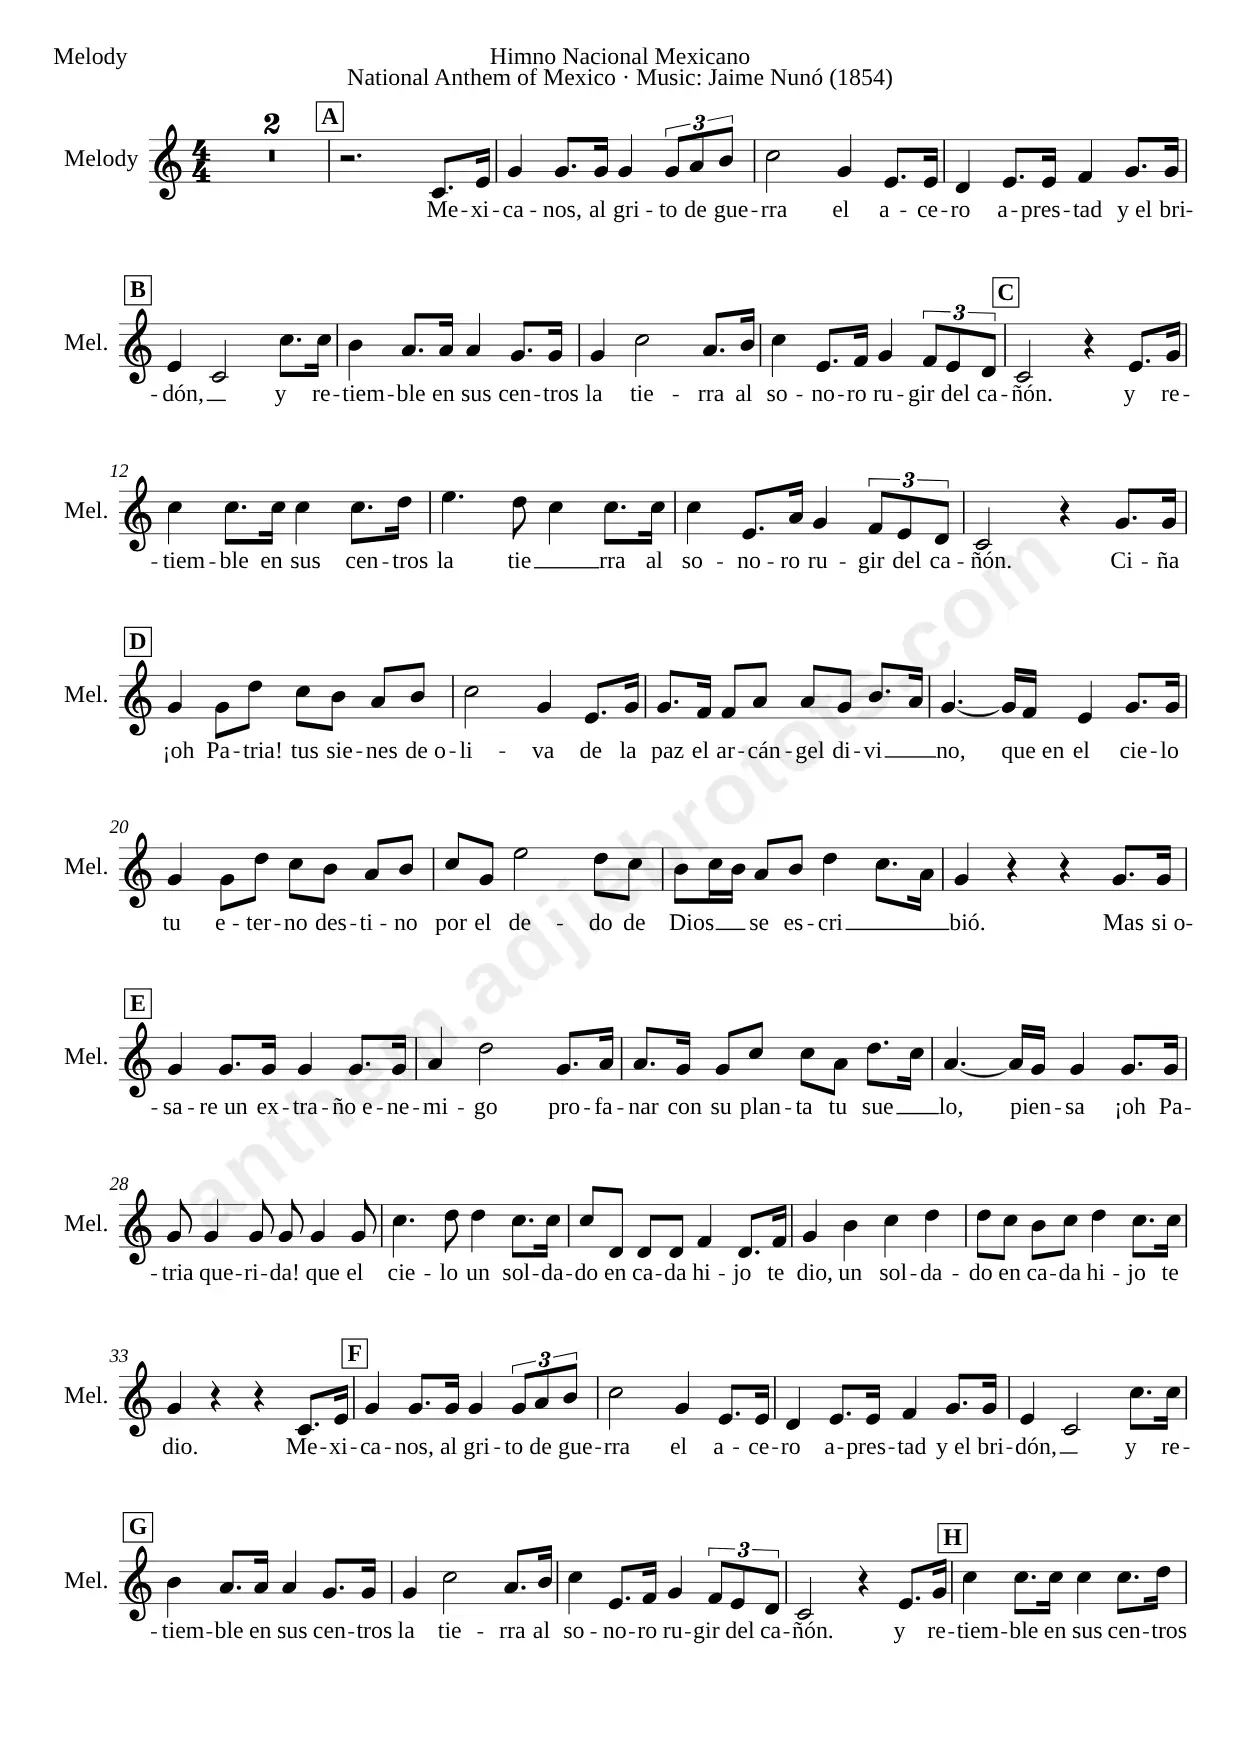 Melody
Himno Nacional Mexicano
National Anthem of Mexico · Music: Jaime Nunó (1854)
2
A
Melody
3
Me - xi - ca - nos, al gri - to de gue - rra el a - ce - ro a - pres - tad y el bri -
B
C
Mel.
3
- dón, _ y re - tiem - ble en sus cen - tros la tie - rra al so - no - ro ru - gir del ca - ñón. y re -
12
Mel.
3
- tiem - ble en sus cen - tros la tie _ rra al so - no - ro ru - gir del ca - ñón. Ci - ña
D
Mel.
¡oh Pa - tria! tus sie - nes de o - li - va de la paz el ar - cán - gel di - vi _ no, que en el cie - lo
20
Mel.
tu e - ter - no des - ti - no por el de - do de Dios _ se es - cri _ bió. Mas si o -
E
Mel.
- sa - re un ex - tra - ño e - ne - mi - go pro - fa - nar con su plan - ta tu sue _ lo, pien - sa ¡oh Pa -
28
Mel.
- tria que - ri - da! que el cie - lo un sol - da - do en ca - da hi - jo te dio, un sol - da - do en ca - da hi - jo te
33
F
Mel.
3
dio. Me - xi - ca - nos, al gri - to de gue - rra el a - ce - ro a - pres - tad y el bri - dón, _ y re -
G
H
Mel.
3
- tiem - ble en sus cen - tros la tie - rra al so - no - ro ru - gir del ca - ñón. y re - tiem - ble en sus cen - tros
anthem.adjiebrotots.com